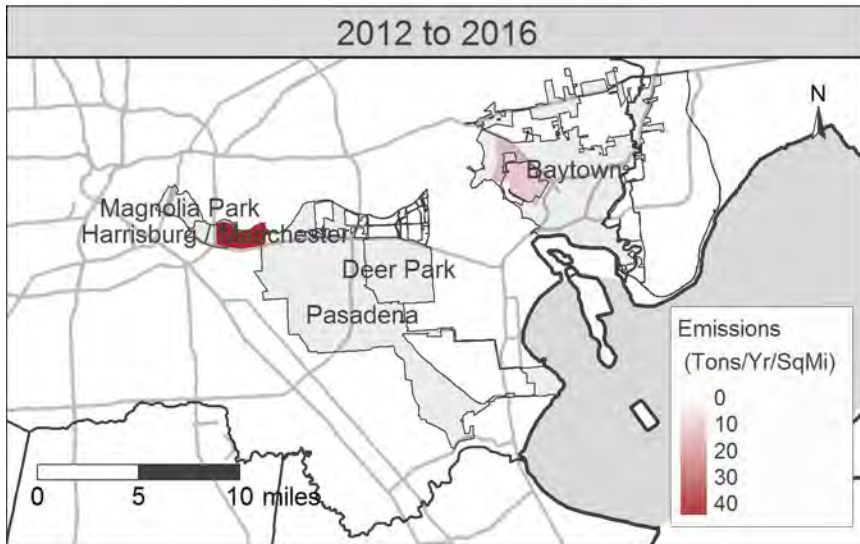 2012 to 2016
N
Baytown
Magnolia Park
Harrisburg
Manchester
Deer Park
Pasadena
Emissions
(Tons/Yr/SqMi)
0
10
20
30
40
0 5 10 miles